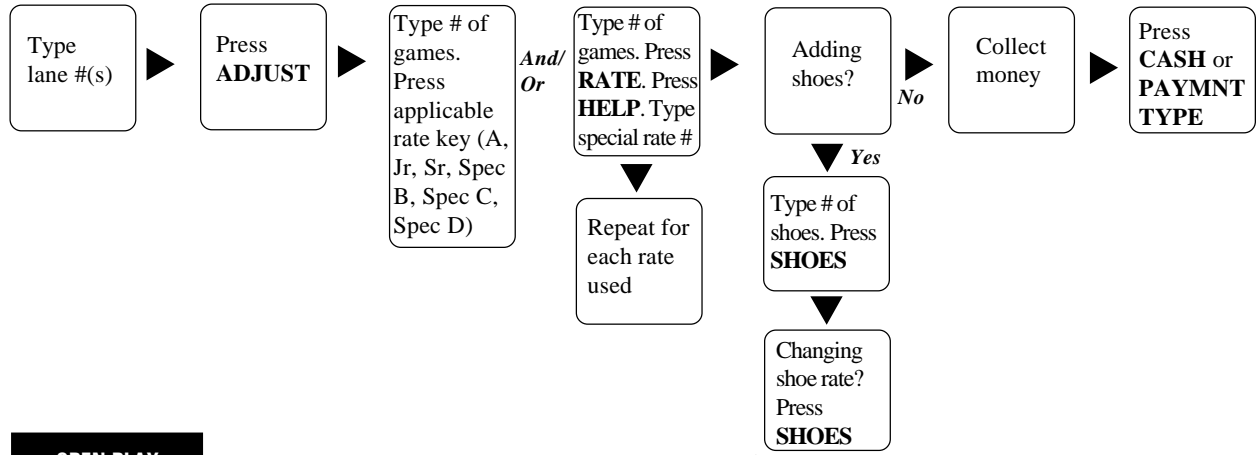 Type
lane #(s)
Press
ADJUST
Type # of
games.
Press
applicable
rate key (A,
Jr, Sr, Spec
B, Spec C,
Spec D)
And/
Or
Type # of
games. Press
RATE. Press
HELP. Type
special rate #
Repeat for
each rate
used
Adding
shoes?
No
Yes
Type # of
shoes. Press
SHOES
Changing
shoe rate?
Press
SHOES
Collect
money
Press
CASH or
PAYMNT
TYPE
OPEN PLAY